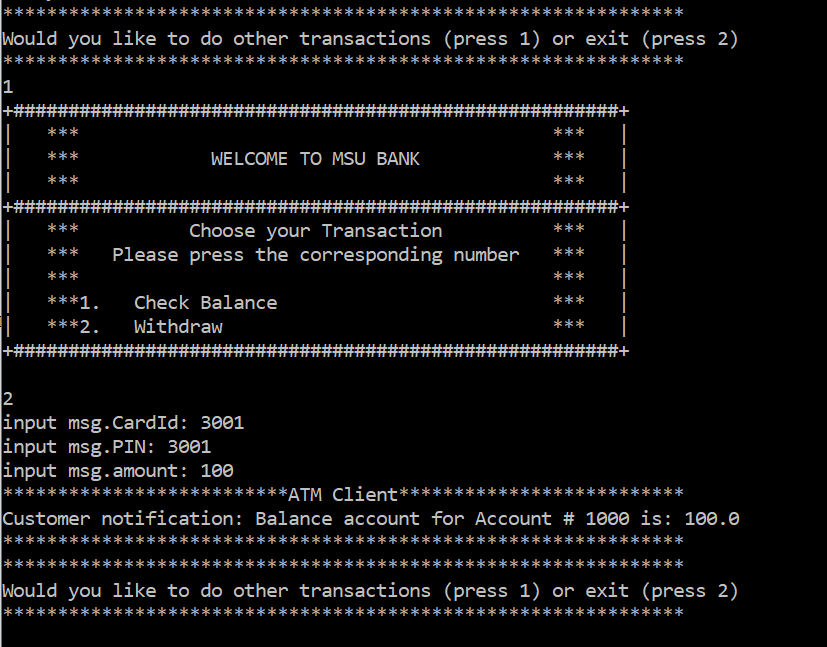 **************************************************************
Would you like to do other transactions (press 1) or exit (press 2)
**************************************************************
1
+#######################################################+
|   ***                                           ***   |
|   ***            WELCOME TO MSU BANK            ***   |
|   ***                                           ***   |
+#######################################################+
|   ***          Choose your Transaction          ***   |
|   ***   Please press the corresponding number   ***   |
|   ***                                           ***   |
|   ***1.   Check Balance                         ***   |
|   ***2.   Withdraw                              ***   |
+#######################################################+
2
input msg.CardId: 3001
input msg.PIN: 3001
input msg.amount: 100
**************************ATM Client**************************
Customer notification: Balance account for Account # 1000 is: 100.0
**************************************************************
**************************************************************
Would you like to do other transactions (press 1) or exit (press 2)
**************************************************************